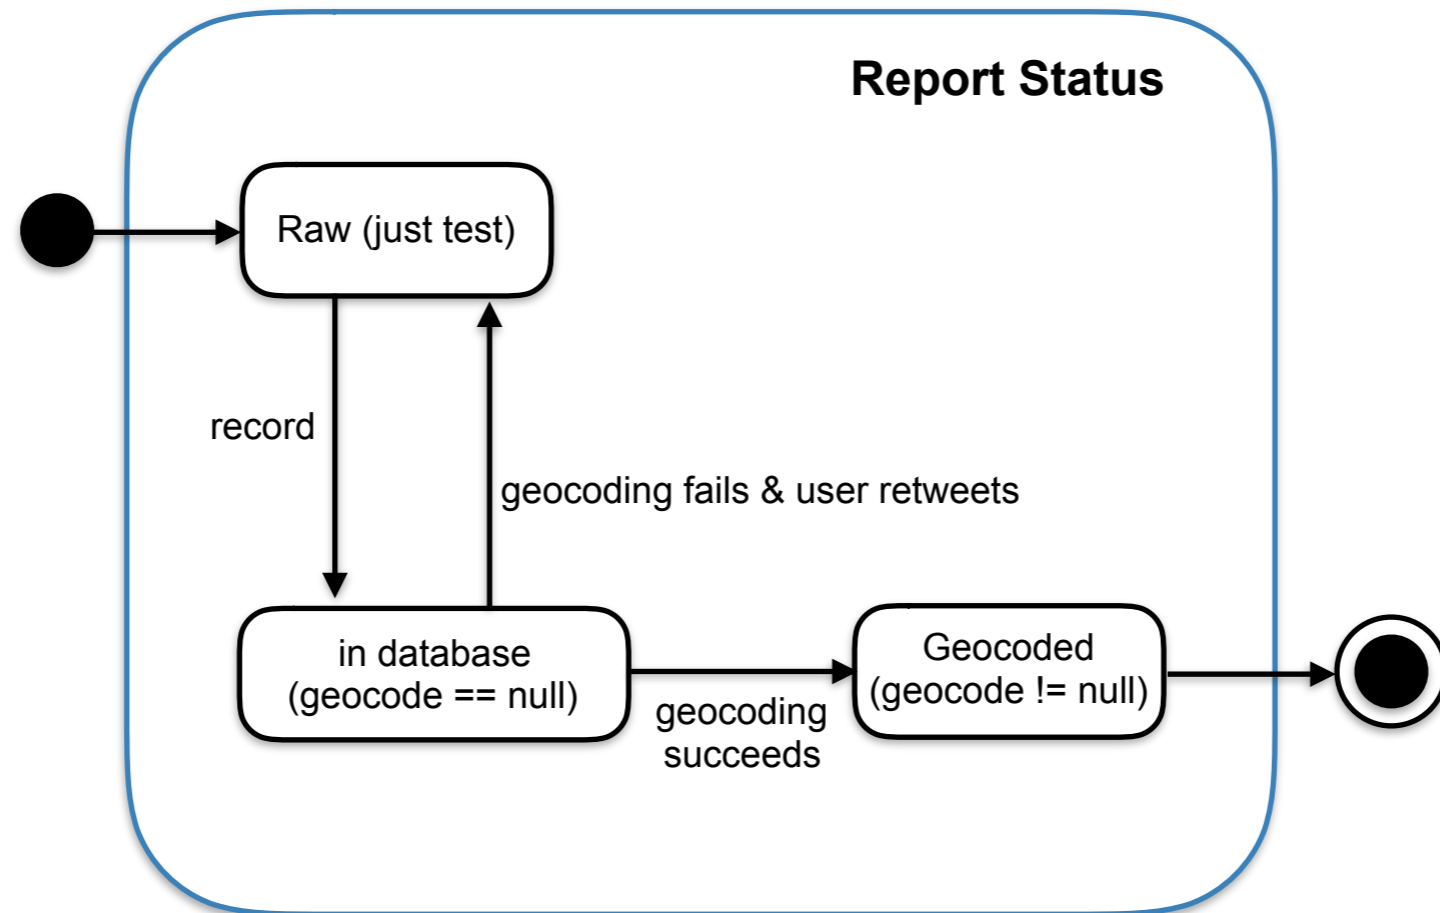 Report Status
Raw (just test)
record
geocoding fails & user retweets
in database
(geocode == null)
geocoding
succeeds
Geocoded
(geocode != null)